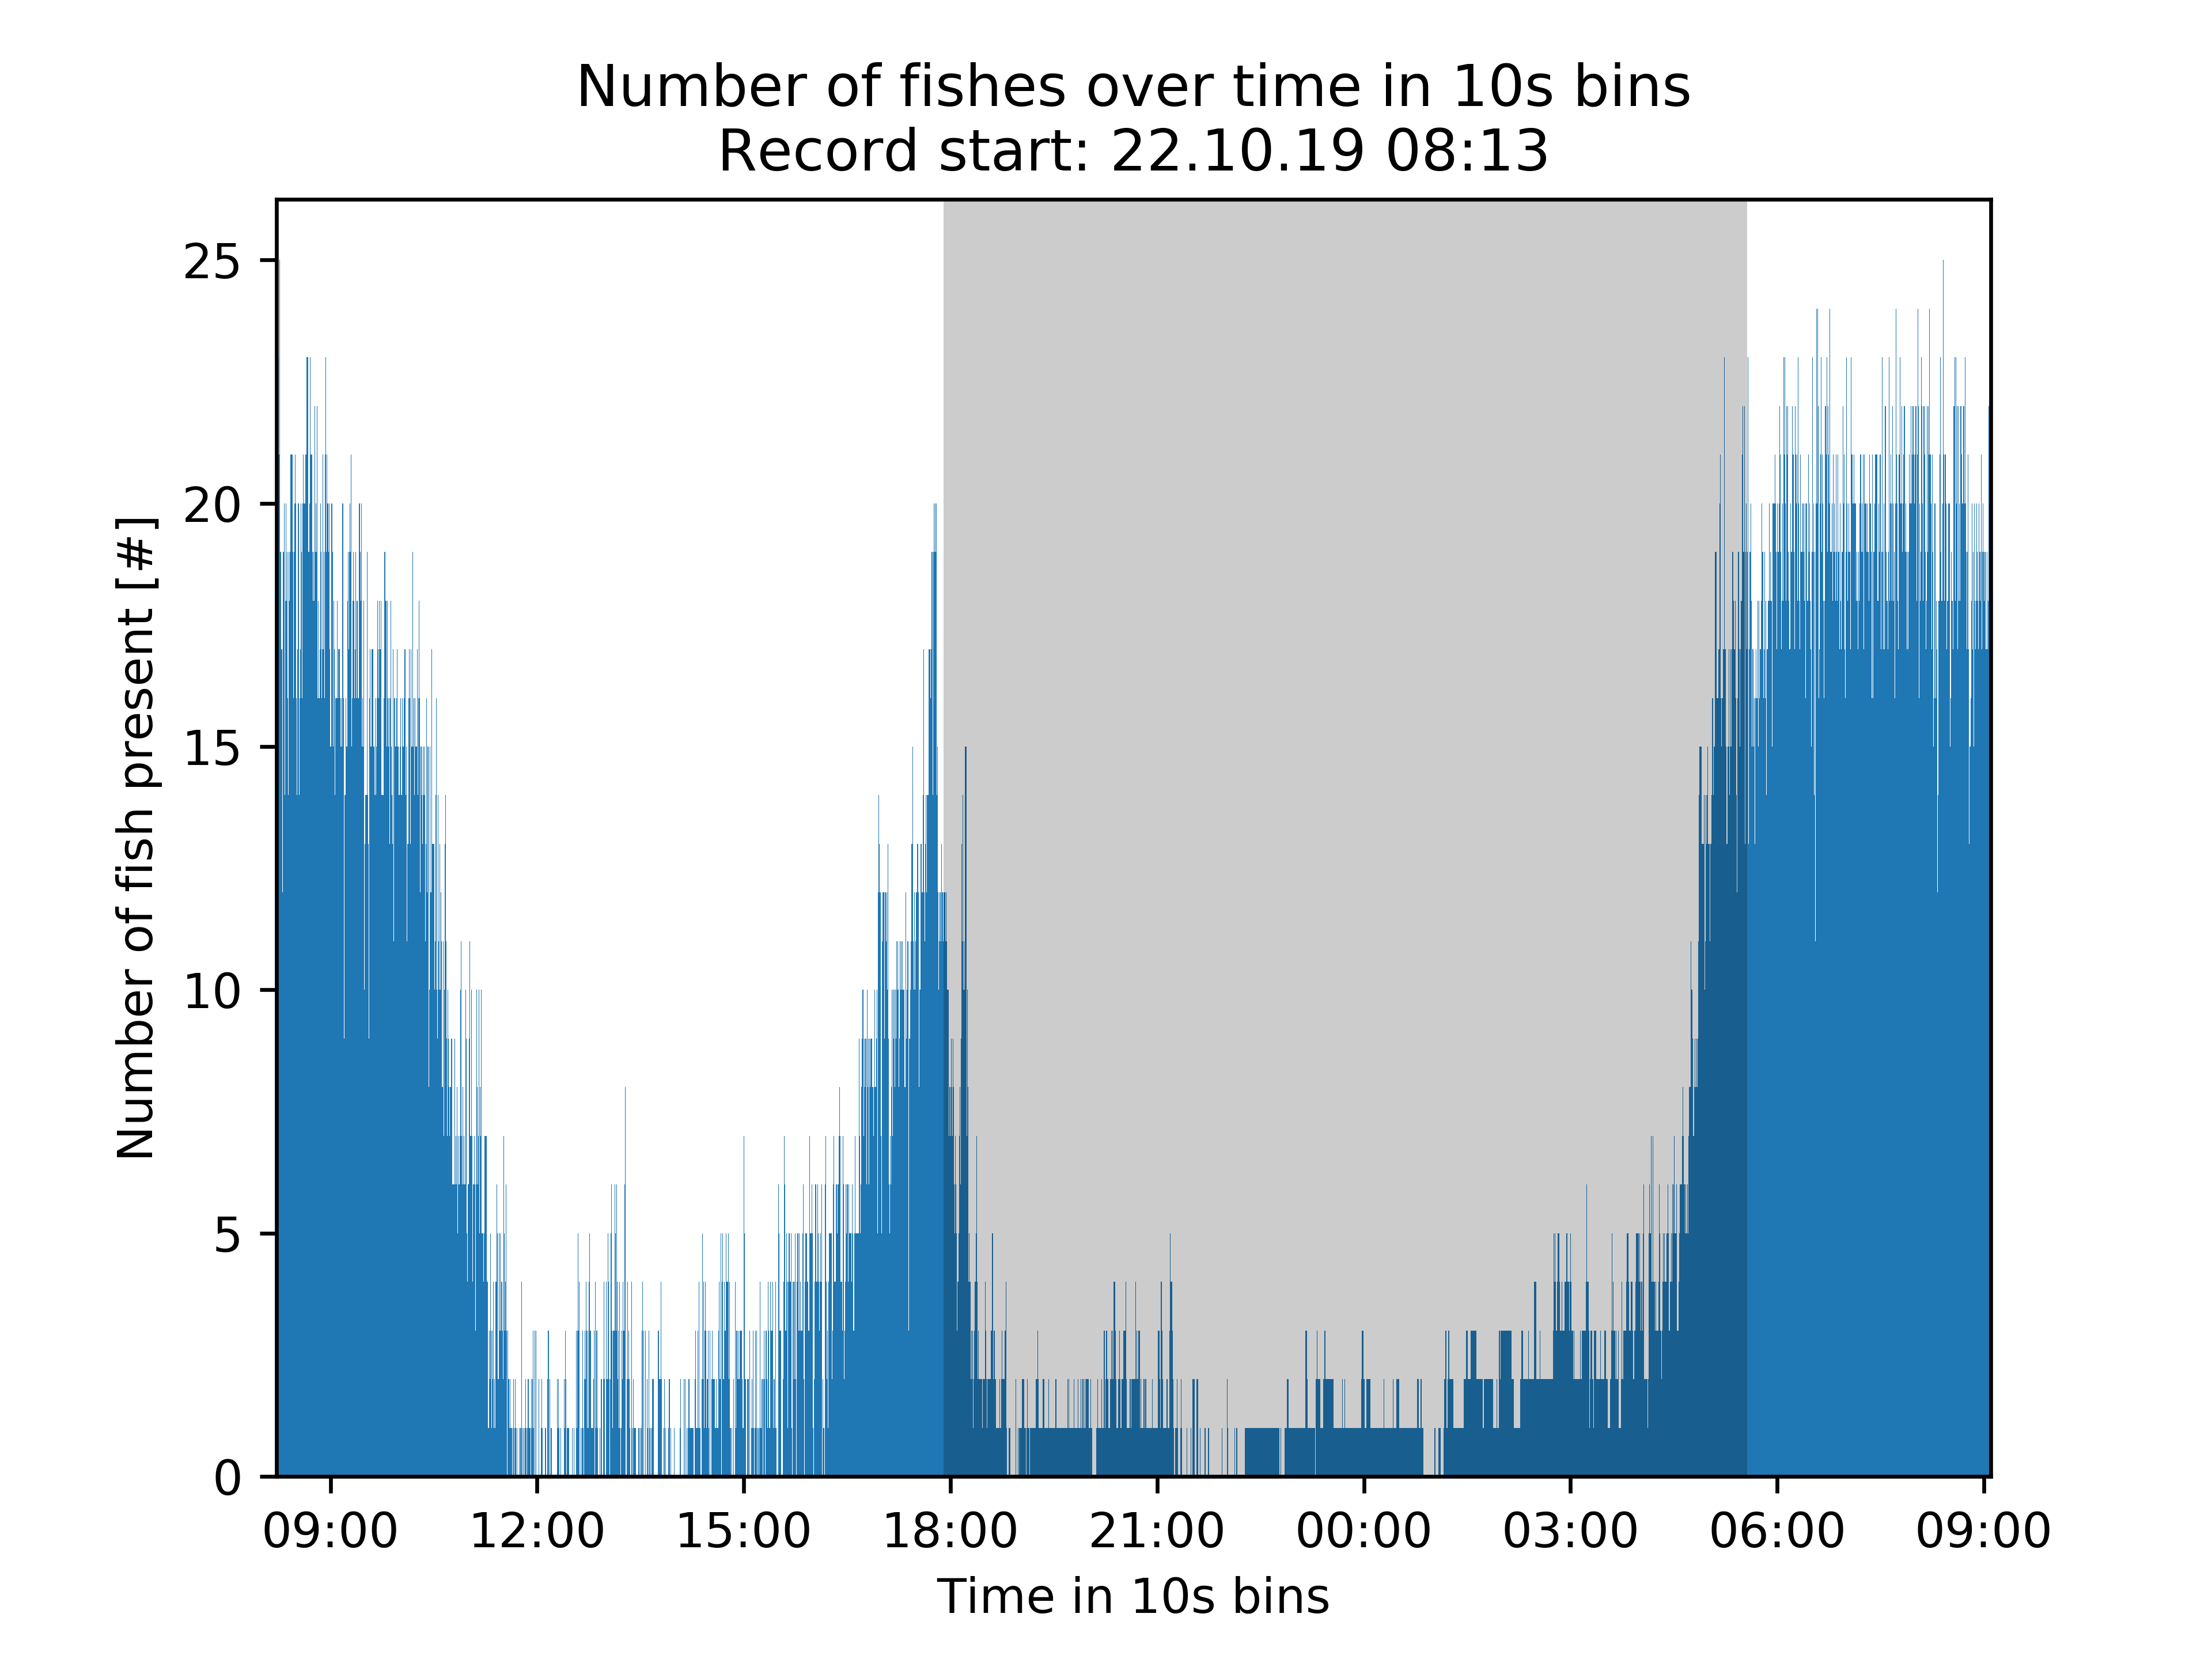 Number of fishes over time in 10s bins
Record start: 22.10.19 08:13
Number of fish present [#]
25
20
15
10
5
0
09:00 12:00 15:00 18:00 21:00 00:00 03:00 06:00 09:00
Time in 10s bins